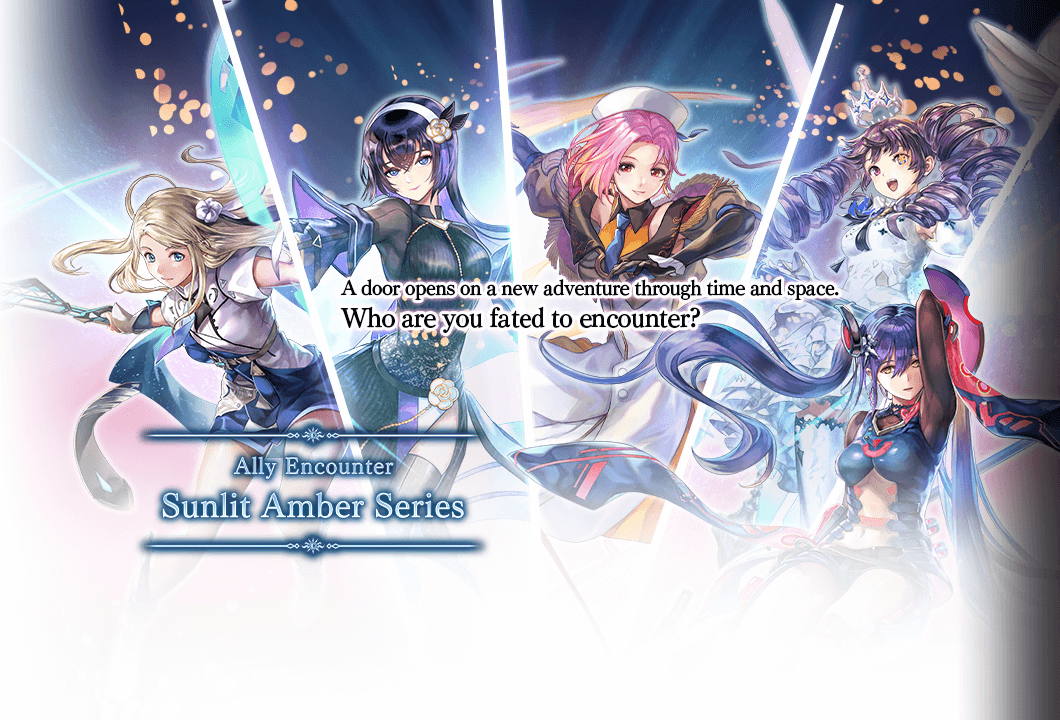 A door opens on a new adventure through time and space.
Who are you fated to encounter?
Ally Encounter
Sunlit Amber Series